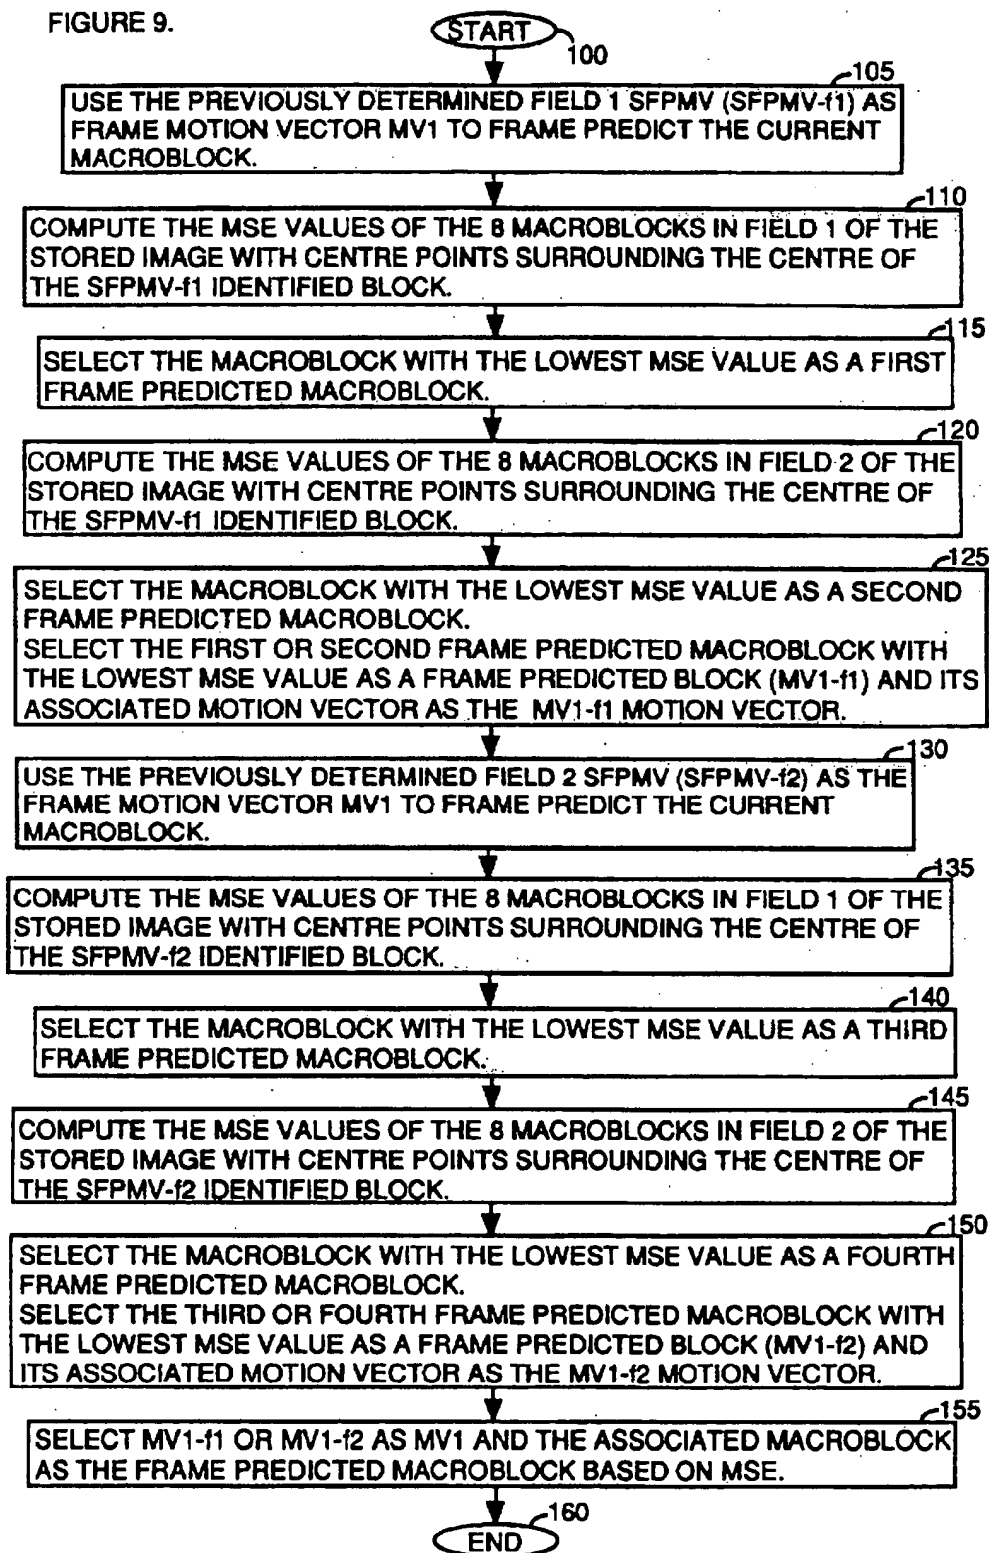 FIGURE 9.
START
100
105
USE THE PREVIOUSLY DETERMINED FIELD 1 SFPMV (SFPMV-f1) AS
FRAME MOTION VECTOR MV1 TO FRAME PREDICT THE CURRENT
MACROBLOCK.
110
COMPUTE THE MSE VALUES OF THE 8 MACROBLOCKS IN FIELD 1 OF THE
STORED IMAGE WITH CENTRE POINTS SURROUNDING THE CENTRE OF
THE SFPMV-f1 IDENTIFIED BLOCK.
115
SELECT THE MACROBLOCK WITH THE LOWEST MSE VALUE AS A FIRST
FRAME PREDICTED MACROBLOCK.
120
COMPUTE THE MSE VALUES OF THE 8 MACROBLOCKS IN FIELD 2 OF THE
STORED IMAGE WITH CENTRE POINTS SURROUNDING THE CENTRE OF
THE SFPMV-f1 IDENTIFIED BLOCK.
125
SELECT THE MACROBLOCK WITH THE LOWEST MSE VALUE AS A SECOND
FRAME PREDICTED MACROBLOCK.
SELECT THE FIRST OR SECOND FRAME PREDICTED MACROBLOCK WITH
THE LOWEST MSE VALUE AS A FRAME PREDICTED BLOCK (MV1-f1) AND ITS
ASSOCIATED MOTION VECTOR AS THE MV1-f1 MOTION VECTOR.
130
USE THE PREVIOUSLY DETERMINED FIELD 2 SFPMV (SFPMV-f2) AS THE
FRAME MOTION VECTOR MV1 TO FRAME PREDICT THE CURRENT
MACROBLOCK.
135
COMPUTE THE MSE VALUES OF THE 8 MACROBLOCKS IN FIELD 1 OF THE
STORED IMAGE WITH CENTRE POINTS SURROUNDING THE CENTRE OF
THE SFPMV-f2 IDENTIFIED BLOCK.
140
SELECT THE MACROBLOCK WITH THE LOWEST MSE VALUE AS A THIRD
FRAME PREDICTED MACROBLOCK.
145
COMPUTE THE MSE VALUES OF THE 8 MACROBLOCKS IN FIELD 2 OF THE
STORED IMAGE WITH CENTRE POINTS SURROUNDING THE CENTRE OF
THE SFPMV-f2 IDENTIFIED BLOCK.
150
SELECT THE MACROBLOCK WITH THE LOWEST MSE VALUE AS A FOURTH
FRAME PREDICTED MACROBLOCK.
SELECT THE THIRD OR FOURTH FRAME PREDICTED MACROBLOCK WITH
THE LOWEST MSE VALUE AS A FRAME PREDICTED BLOCK (MV1-f2) AND
ITS ASSOCIATED MOTION VECTOR AS THE MV1-f2 MOTION VECTOR.
155
SELECT MV1-f1 OR MV1-f2 AS MV1 AND THE ASSOCIATED MACROBLOCK
AS THE FRAME PREDICTED MACROBLOCK BASED ON MSE.
160
END